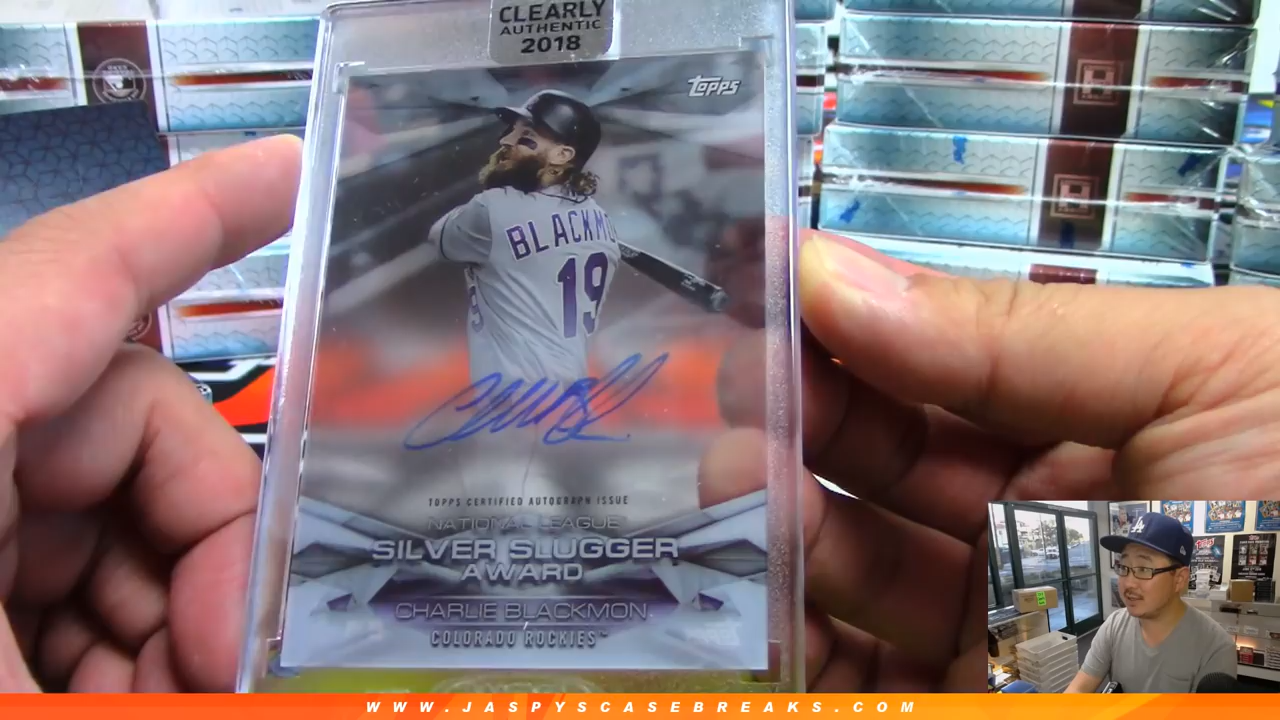 CLEARLY
AUTHENTIC
2018
Topps
BLACKMO
19
TOPPS CERTIFIED AUTOGRAPH ISSUE
NATIONAL LEAGUE
SILVER SLUGGER
AWARD
CHARLIE BLACKMON
COLORADO ROCKIES™
WWW.JASPYSCASEBREAKS.COM